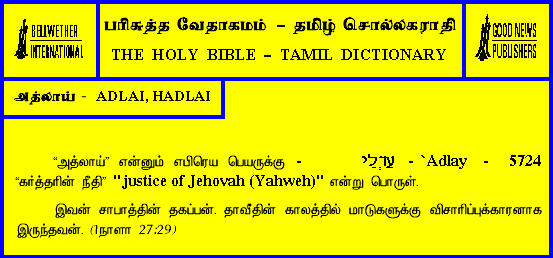 BELLWETHER
INTERNATIONAL
பரிசுத்த வேதாகமம் – தமிழ் சொல்லகராதி
THE HOLY BIBLE – TAMIL DICTIONARY
GOOD NEWS
PUBLISHERS
அத்லாய் - ADLAI, HADLAI
“அத்லாய்” என்னும் எபிரெய பெயருக்கு - עַדְלַי - `Adlay - 5724
“கர்த்தரின் நீதி” "justice of Jehovah (Yahweh)" என்று பொருள்.
இவன் சாபாத்தின் தகப்பன். தாவீதின் காலத்தில் மாடுகளுக்கு விசாரிப்புக்காரனாக
இருந்தவன். (1நாளா 27:29)